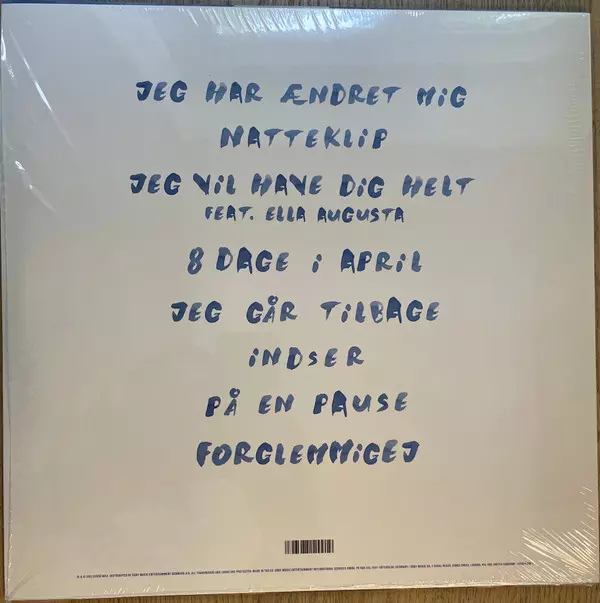 JEG HAR ÆNDRET MIG
NATTEKLIP
JEG VIL HAVE DIG HELT
FEAT. ELLA AUGUSTA
8 DAGE I APRIL
JEG GÅR TILBAGE
INDSER
PÅ EN PAUSE
FORGLEMMIGEJ